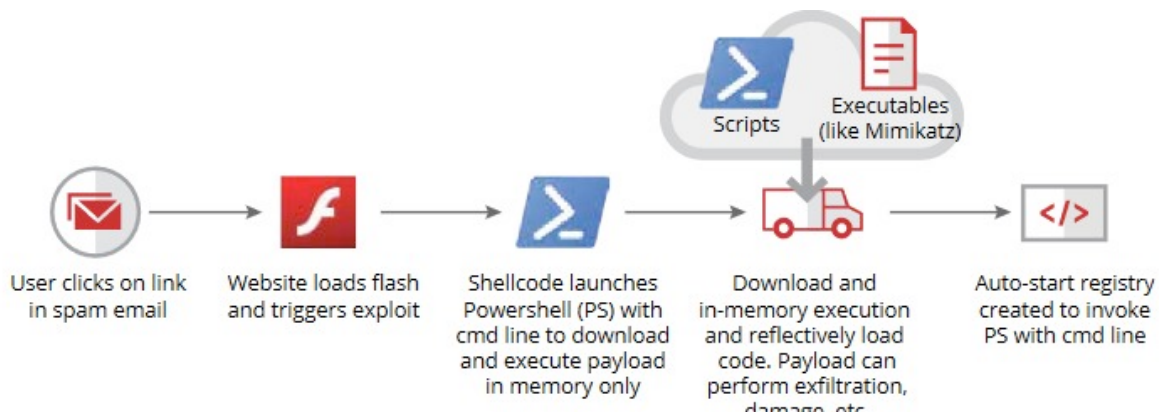 Scripts
Executables
(like Mimikatz)
</>
User clicks on link
in spam email
Website loads flash
and triggers exploit
Shellcode launches
Powershell (PS) with
cmd line to download
and execute payload
in memory only
Download and
in-memory execution
and reflectively load
code. Payload can
perform exfiltration,
damage, etc
Auto-start registry
created to invoke
PS with cmd line